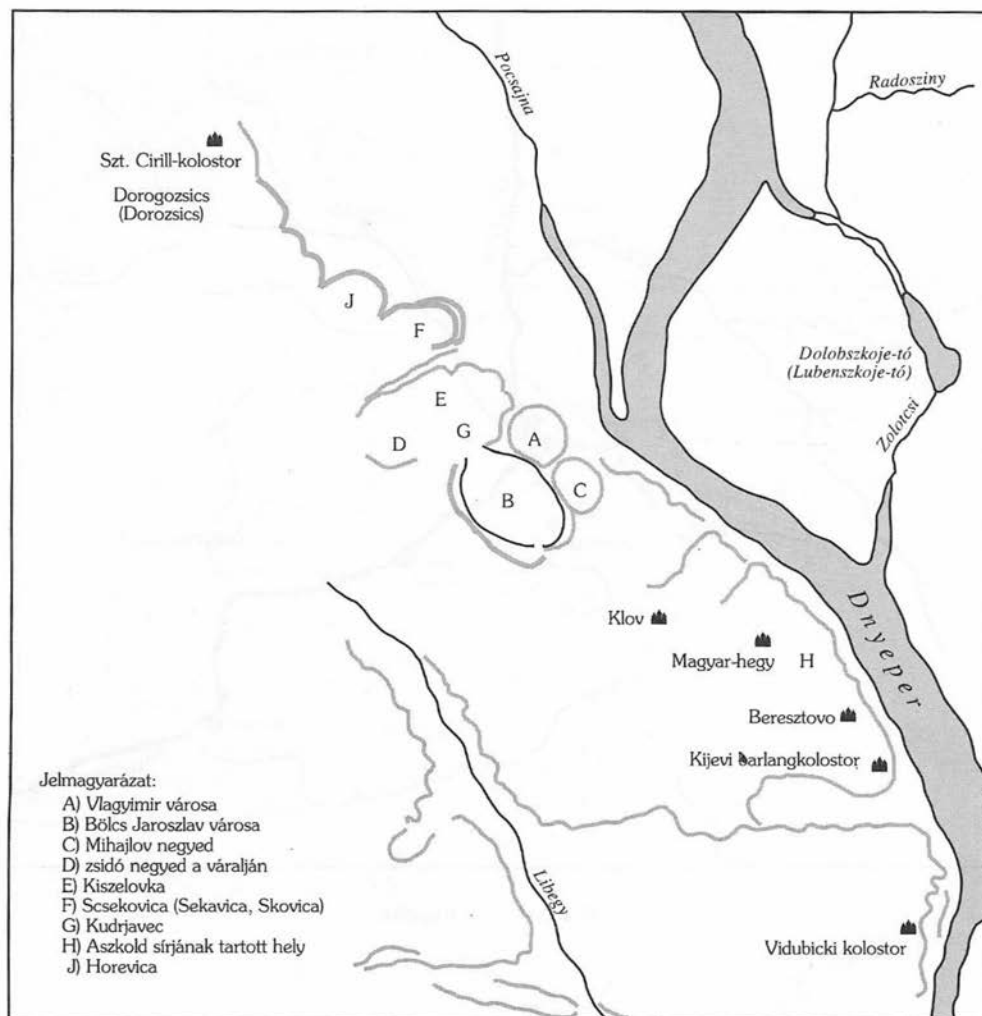 Pocsajna
Radosziny
Szt. Cirill-kolostor
Dorogozsics
(Dorozsics)
J
F
Dolobszkoje-tó
(Lubenszkoje-tó)
E
Zolotcsi
G
A
D
C
B
Dnyeper
Klov
Magyar-hegy
H
Beresztovo
Kijevi barlangkolostor
Jelmagyarázat:
A) Vlagyimir városa
B) Bölcs Jaroszlav városa
C) Mihajlov negyed
D) zsidó negyed a váralján
E) Kiszelovka
F) Scsekovica (Sekavica, Skovica)
G) Kudrjavec
H) Aszkold sírjának tartott hely
J) Horevica
Libegy
Vidubicki kolostor